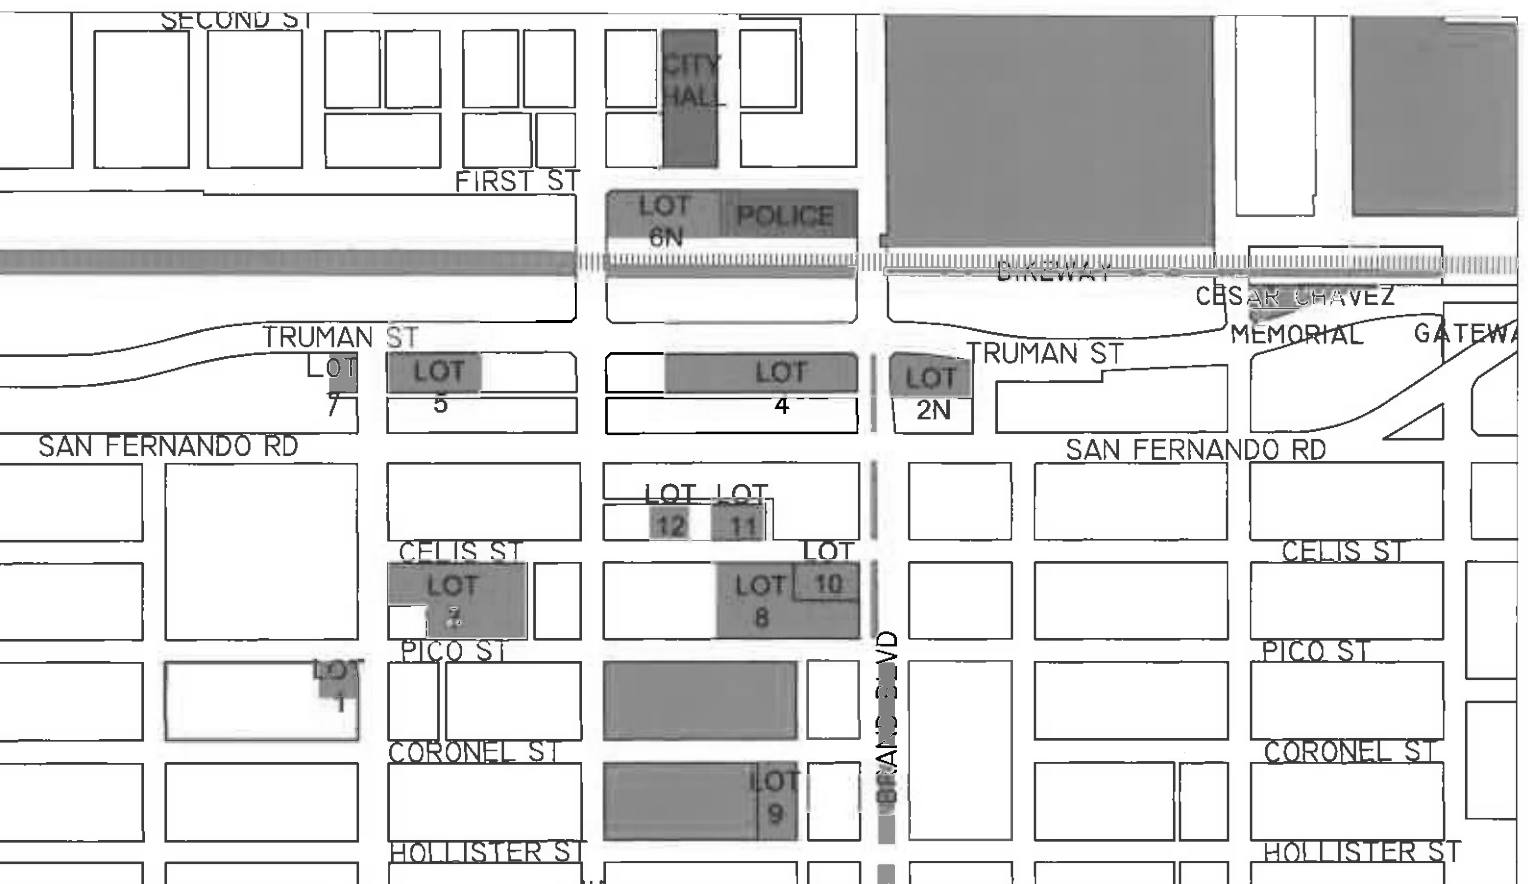 SECOND ST
CITY
HALL
FIRST ST
LOT
6N
POLICE
BIKEWAY
CESAR CHAVEZ
MEMORIAL
TRUMAN ST
TRUMAN ST
LOT
7
LOT
5
LOT
4
LOT
2N
SAN FERNANDO RD
SAN FERNANDO RD
LOT
12
LOT
11
CELIS ST
CELIS ST
LOT
LOT
8
LOT
10
PICO ST
PICO ST
LOT
1
BRAND BLVD
CORONEL ST
CORONEL ST
LOT
9
HOLLISTER ST
HOLLISTER ST